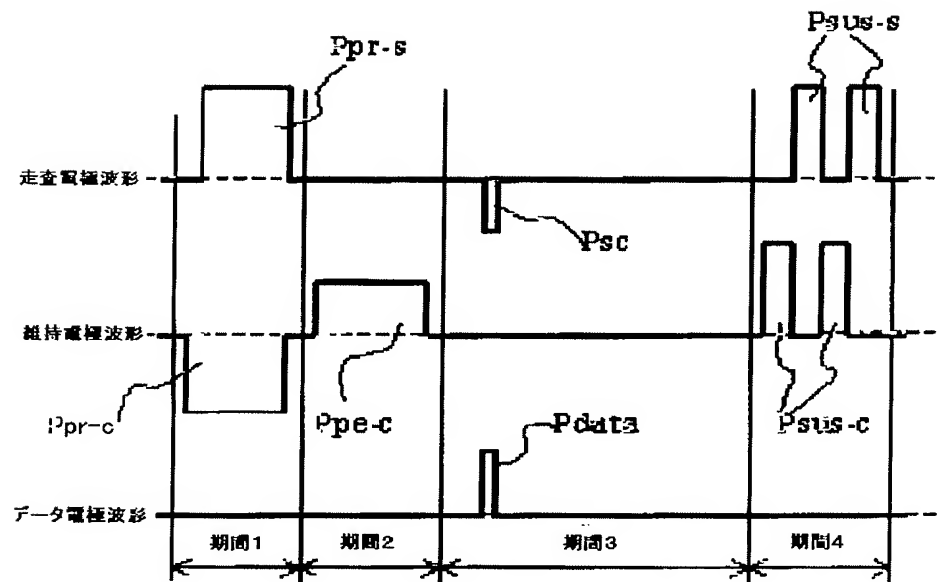 Ppr-s
Psus-s
走査電極波形
Psc
維持電極波形
Ppr-c
Ppe-c
Pdata
Psus-c
データ電極波形
期間1
期間2
期間3
期間4